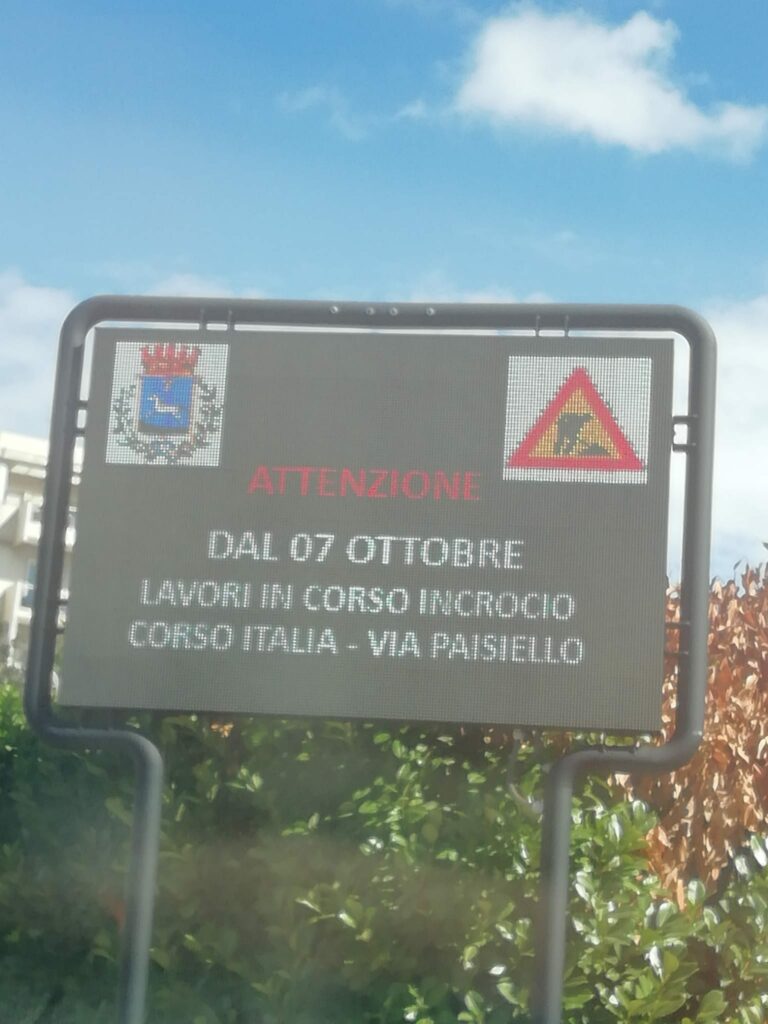 ATTENZIONE
DAL 07 OTTOBRE
LAVORI IN CORSO INCROCIO
CORSO ITALIA - VIA PAISIELLO